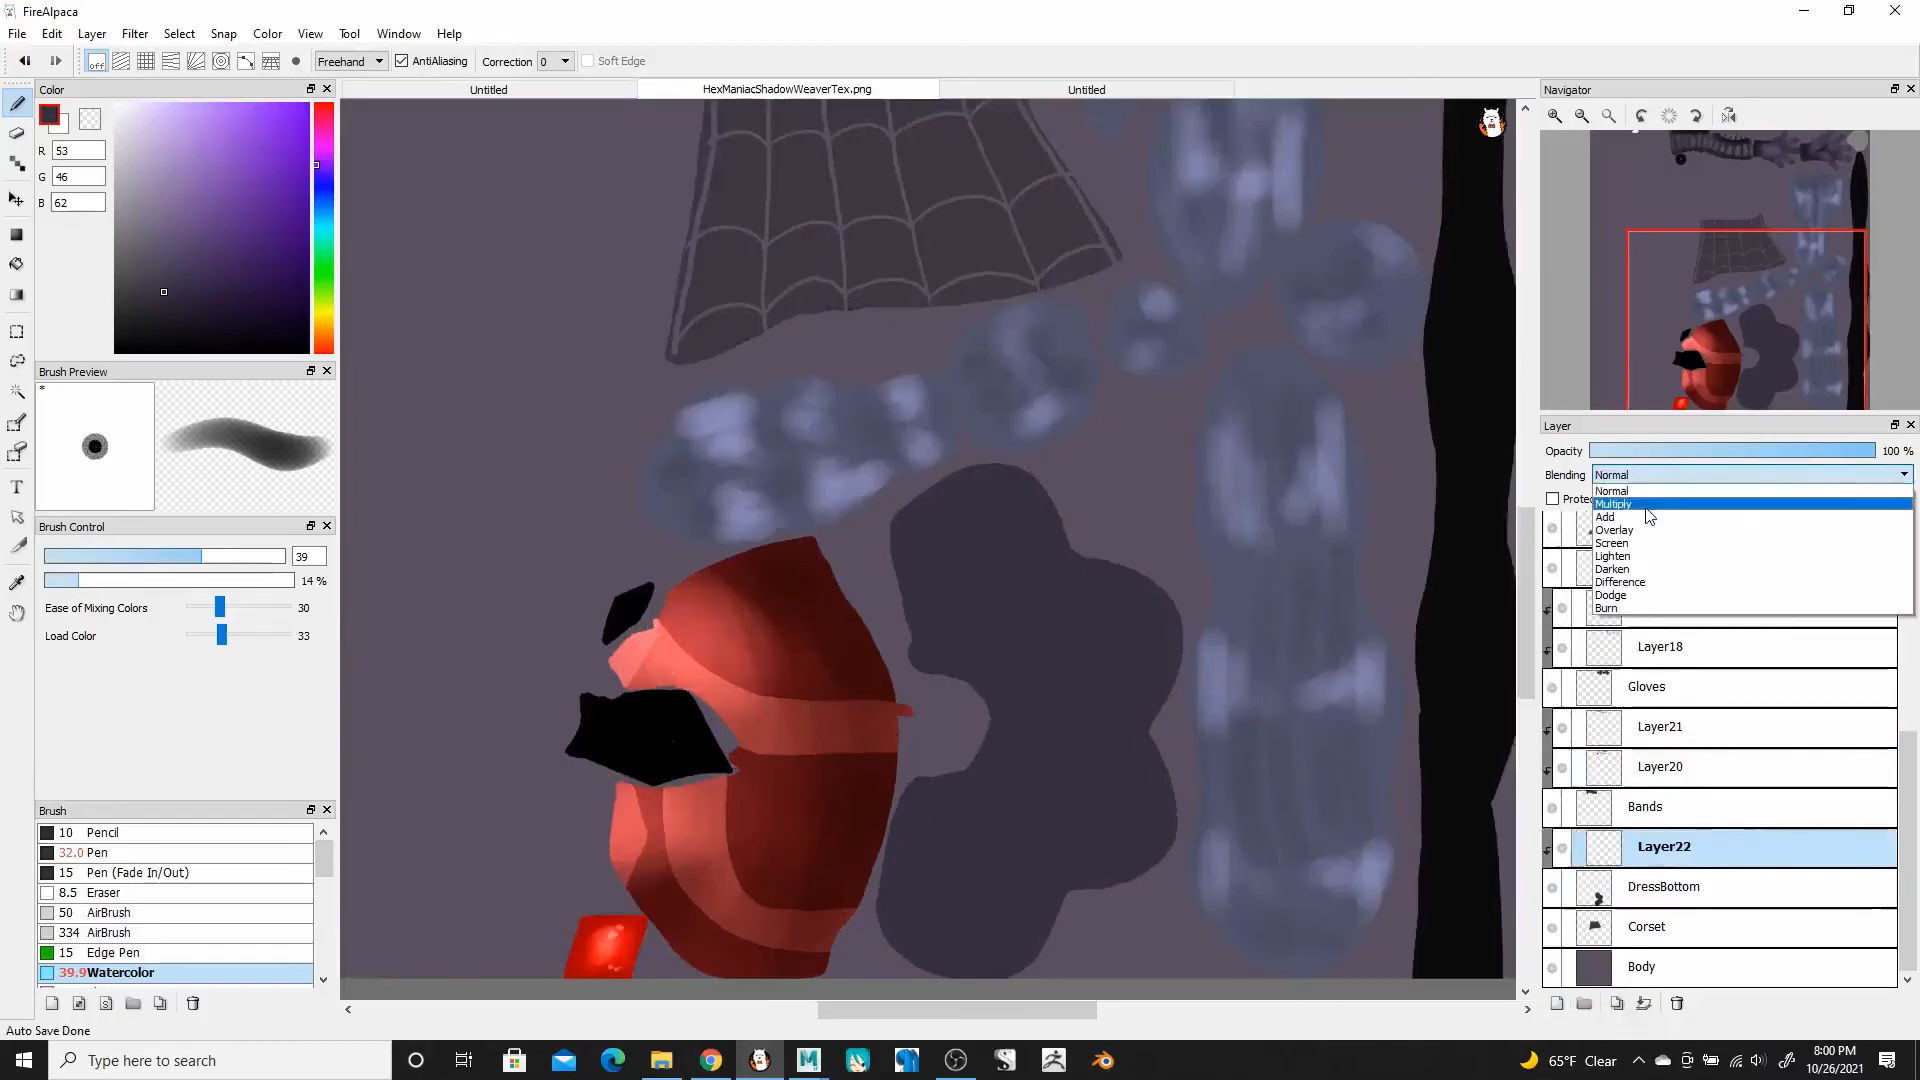 FireAlpaca
File Edit Layer Filter Select Snap Color View Tool Window Help
off Freehand AntiAliasing Correction 0 Soft Edge
Color
Untitled HexManiacShadowWeaverTex.png Untitled
Navigator
R 53
G 46
B 62
Brush Preview
*
Layer
Opacity 100 %
Blending Normal
Normal
Multiply
Add
Overlay
Screen
Lighten
Darken
Difference
Dodge
Burn
Brush Control
39
14 %
Ease of Mixing Colors 30
Load Color 33
Layer18
Gloves
Layer21
Layer20
Bands
Layer22
DressBottom
Corset
Body
Brush
10 Pencil
32.0 Pen
15 Pen (Fade In/Out)
8.5 Eraser
50 AirBrush
334 AirBrush
15 Edge Pen
39.9 Watercolor
Auto Save Done
Type here to search
65°F Clear
8:00 PM
10/26/2021